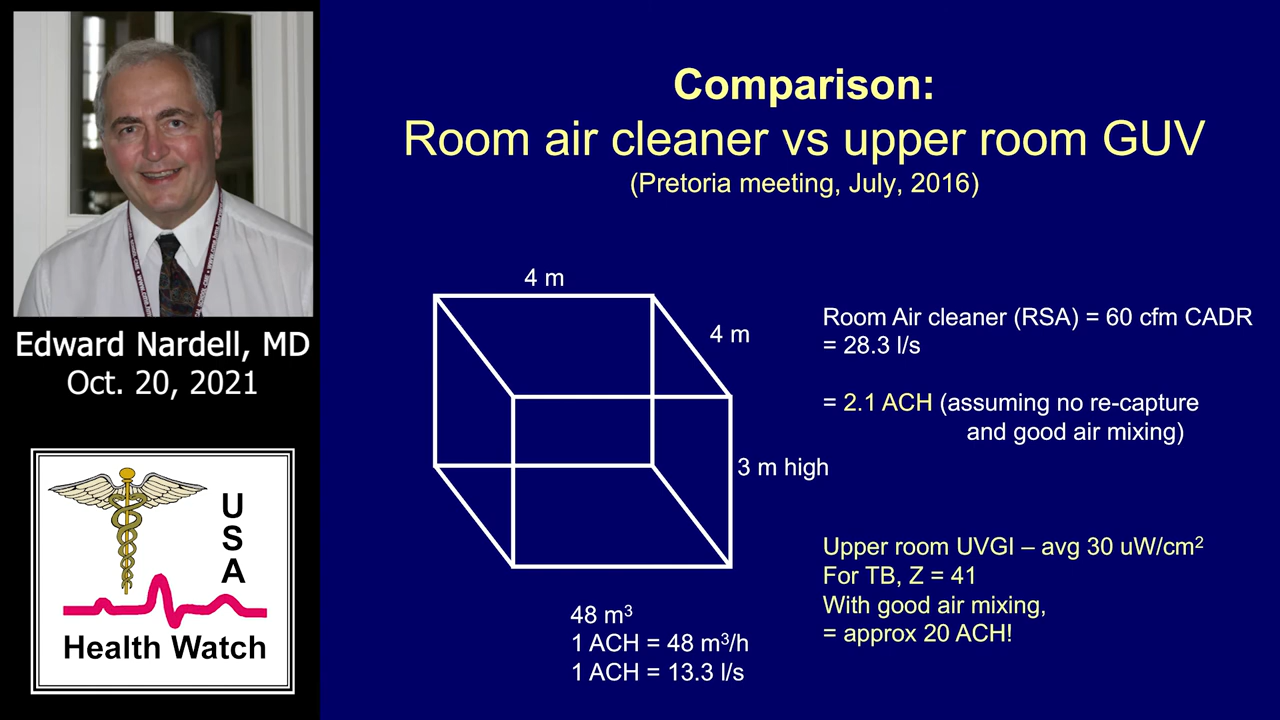 Edward Nardell, MD
Oct. 20, 2021
U
S
A
Health Watch
Comparison:
Room air cleaner vs upper room GUV
(Pretoria meeting, July, 2016)
4 m
4 m
3 m high
48 m³
1 ACH = 48 m³/h
1 ACH = 13.3 l/s
Room Air cleaner (RSA) = 60 cfm CADR
= 28.3 l/s
= 2.1 ACH (assuming no re-capture
and good air mixing)
Upper room UVGI – avg 30 uW/cm²
For TB, Z = 41
With good air mixing,
= approx 20 ACH!